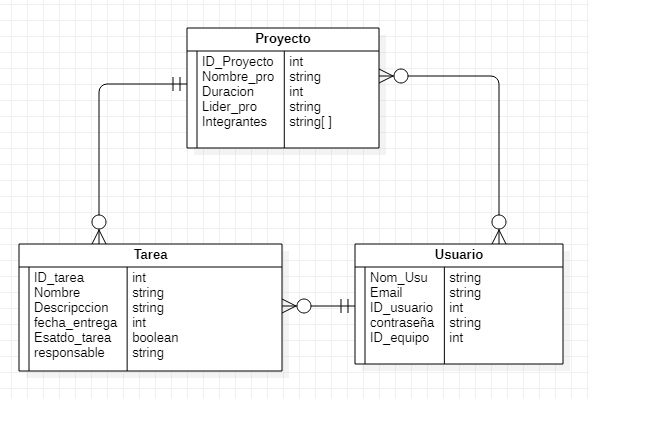 Proyecto
ID_Proyecto int
Nombre_pro string
Duracion int
Lider_pro string
Integrantes string[ ]
Tarea
ID_tarea int
Nombre string
Descripccion string
fecha_entrega int
Esatdo_tarea boolean
responsable string
Usuario
Nom_Usu string
Email string
ID_usuario int
contraseña string
ID_equipo int